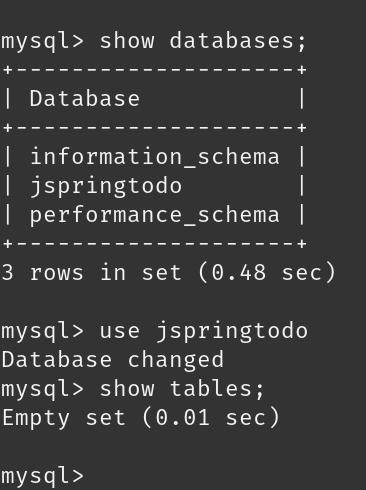 mysql> show databases;
+--------------------+
| Database           |
+--------------------+
| information_schema |
| jspringtodo        |
| performance_schema |
+--------------------+
3 rows in set (0.48 sec)
mysql> use jspringtodo
Database changed
mysql> show tables;
Empty set (0.01 sec)
mysql>